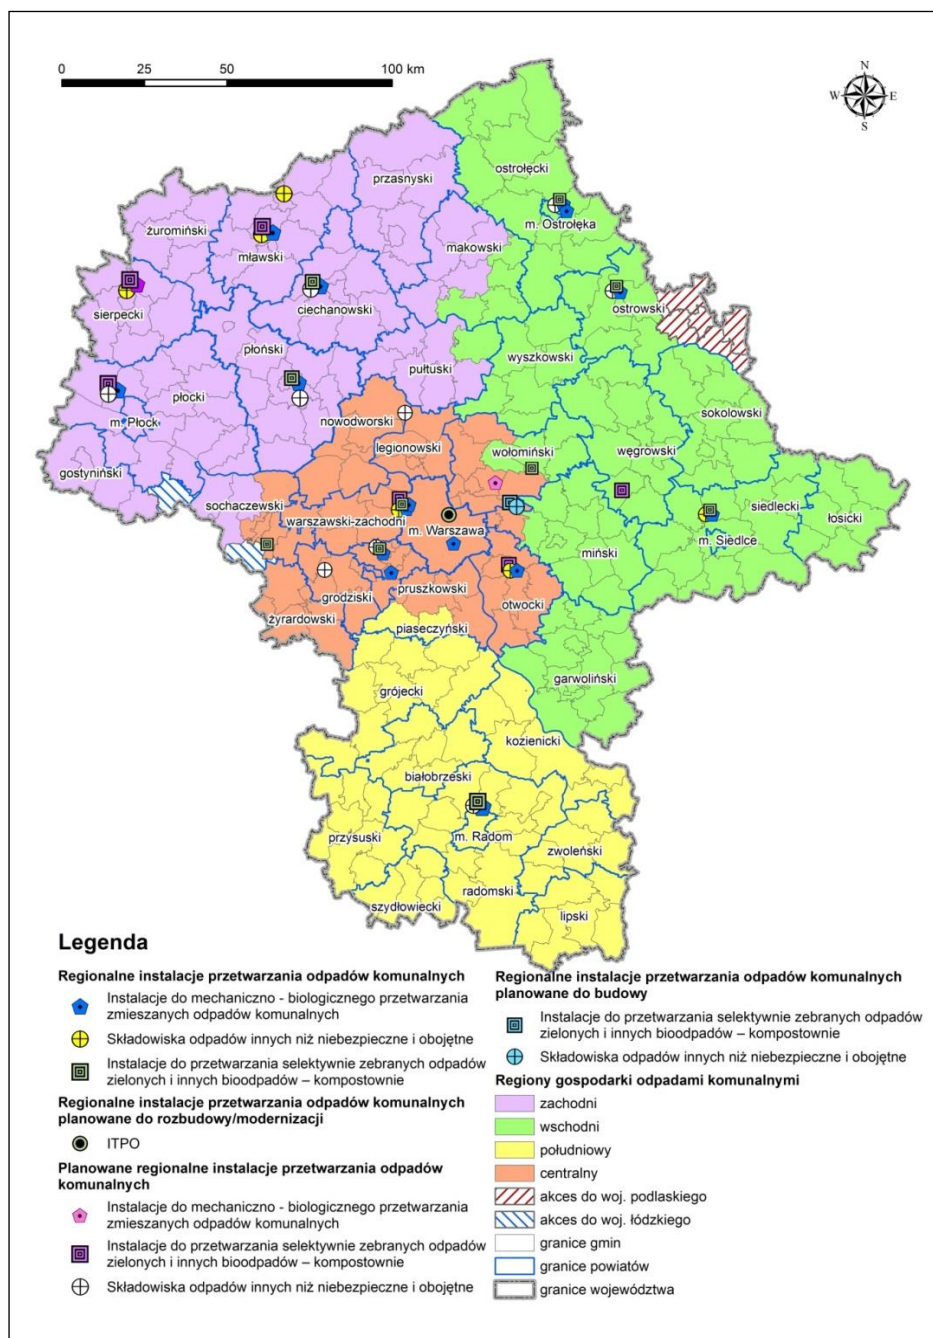 0 25 50 100 km
N
W E
S
ostrołęcki
przasnyski
m. Ostrołęka
żuromiński
makowski
mławski
ciechanowski
ostrowski
sierpecki
płoński
wyszkowski
pułtuski
płocki
sokołowski
m. Płock
nowodworski
legionowski
wołomiński
węgrowski
gostyniński
sochaczewski
siedlecki
łosicki
warszawski-zachodni
m. Warszawa
m. Siedlce
miński
grodziski
pruszkowski
otwocki
żyrardowski
piaseczyński
garwoliński
grójecki
kozienicki
białobrzeski
przysuski
m. Radom
zwoleński
radomski
szydłowiecki
lipski
Legenda
Regionalne instalacje przetwarzania odpadów komunalnych
Instalacje do mechaniczno - biologicznego przetwarzania
zmieszanych odpadów komunalnych
Składowiska odpadów innych niż niebezpieczne i obojętne
Instalacje do przetwarzania selektywnie zebranych odpadów
zielonych i innych bioodpadów – kompostownie
Regionalne instalacje przetwarzania odpadów komunalnych
planowane do rozbudowy/modernizacji
ITPO
Planowane regionalne instalacje przetwarzania odpadów
komunalnych
Instalacje do mechaniczno - biologicznego przetwarzania
zmieszanych odpadów komunalnych
Instalacje do przetwarzania selektywnie zebranych odpadów
zielonych i innych bioodpadów – kompostownie
Składowiska odpadów innych niż niebezpieczne i obojętne
Regionalne instalacje przetwarzania odpadów komunalnych
planowane do budowy
Instalacje do przetwarzania selektywnie zebranych odpadów
zielonych i innych bioodpadów – kompostownie
Składowiska odpadów innych niż niebezpieczne i obojętne
Regiony gospodarki odpadami komunalnymi
zachodni
wschodni
południowy
centralny
akces do woj. podlaskiego
akces do woj. łódzkiego
granice gmin
granice powiatów
granice województwa